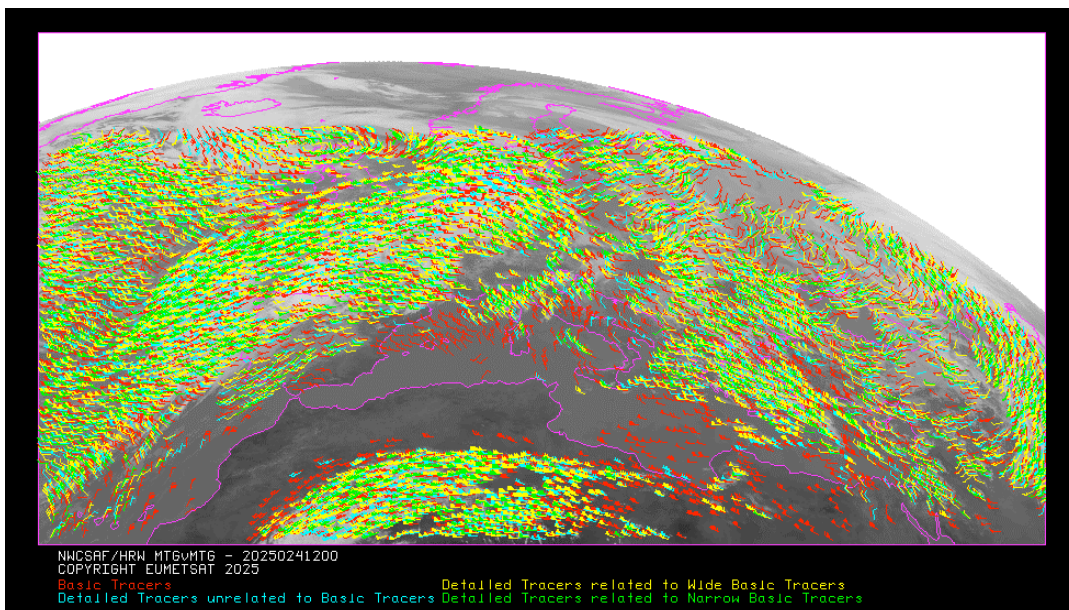 NWCSAF/HRW MTGvMTG - 20250241200
COPYRIGHT EUMETSAT 2025
Basic Tracers
Detailed Tracers related to Wide Basic Tracers
Detailed Tracers unrelated to Basic Tracers
Detailed Tracers related to Narrow Basic Tracers